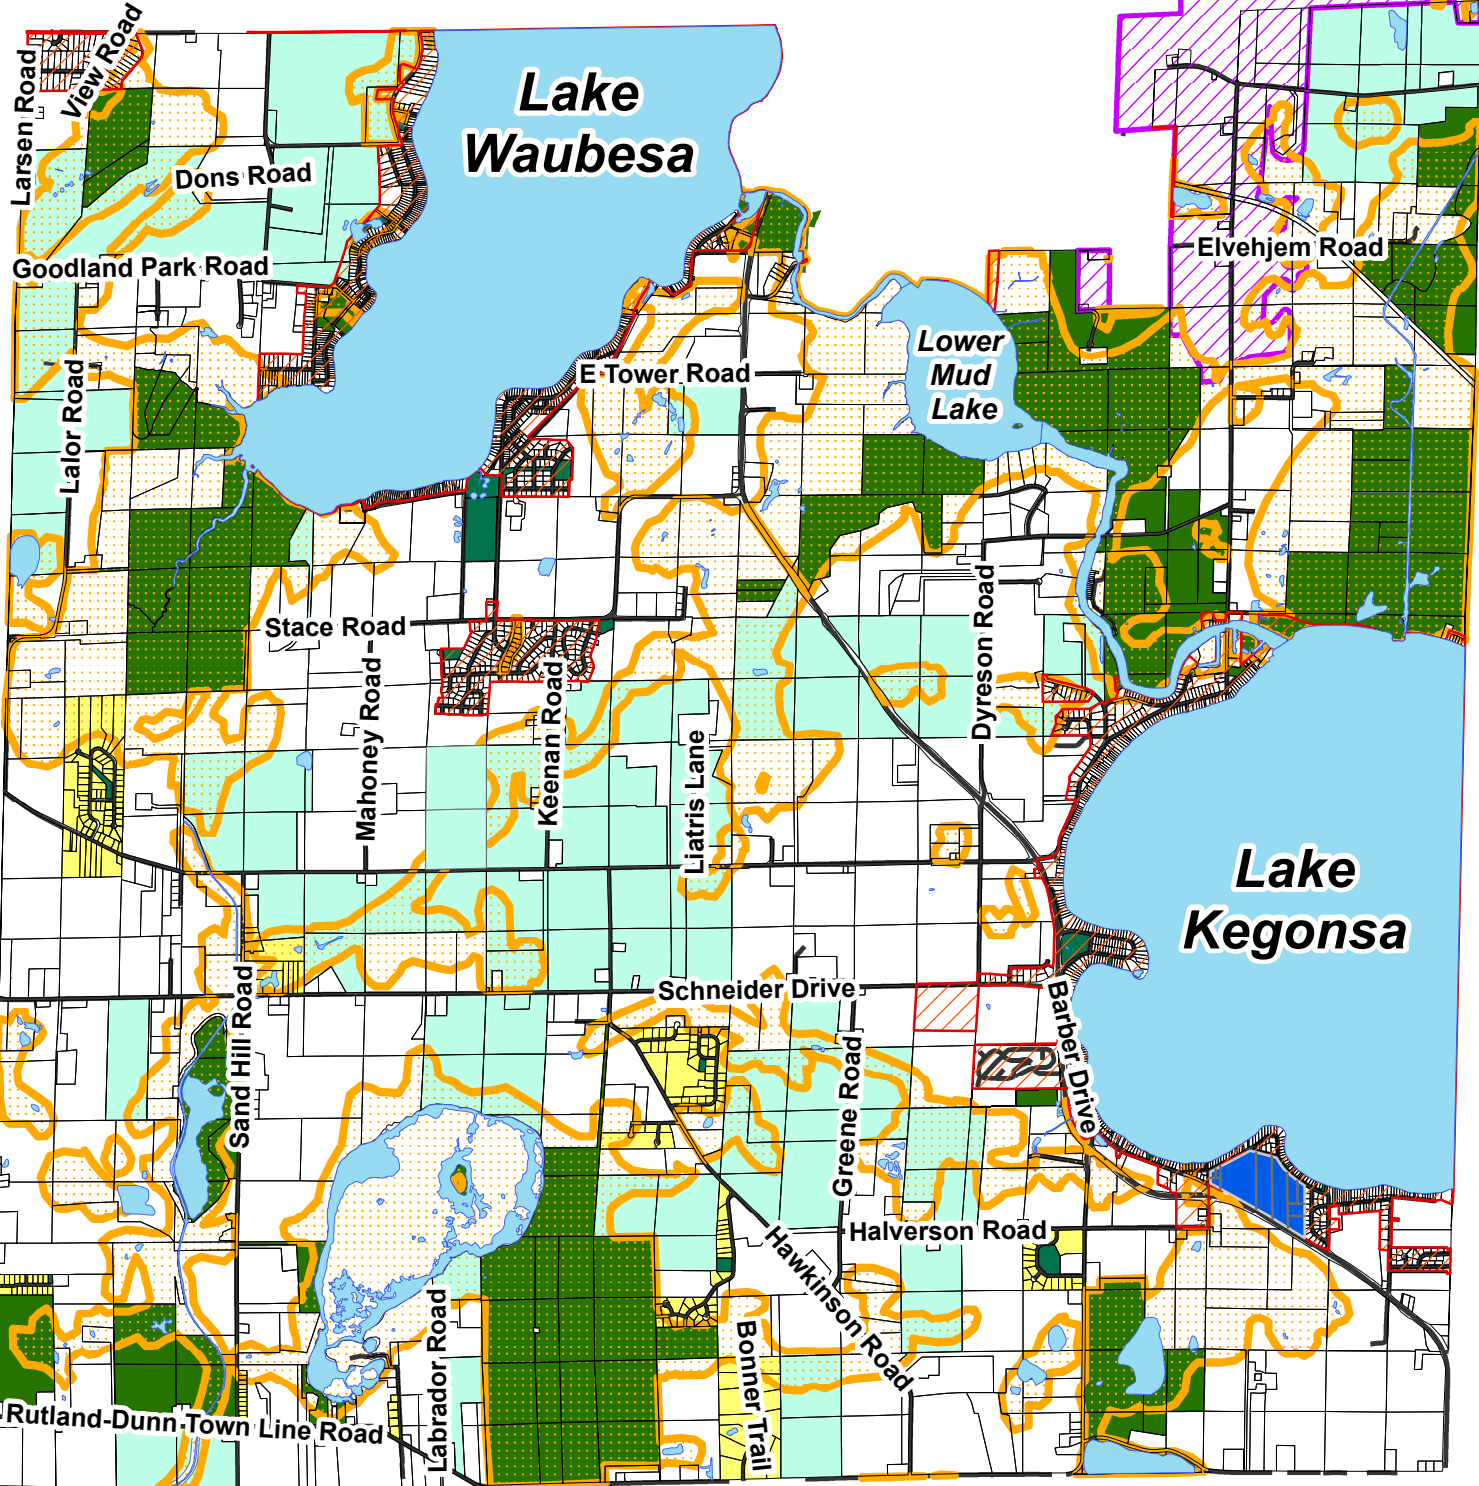 Larsen Road
View Road
Lake
Waubesa
Dons Road
Elvehjem Road
Goodland Park Road
Lower
Mud
Lake
E Tower Road
Lalor Road
Stace Road
Dyreson Road
Mahoney Road
Keenan Road
Liatris Lane
Lake
Kegonsa
Schneider Drive
Sand Hill Road
Barber Drive
Greene Road
Halverson Road
Hawkinson Road
Labrador Road
Bonner Trail
Rutland-Dunn Town Line Road